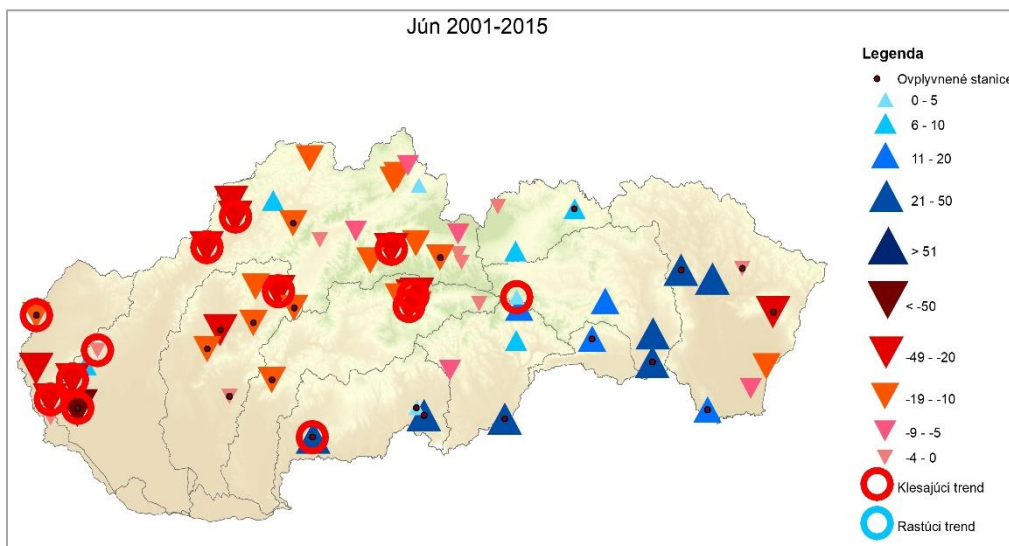 Jún 2001-2015
Legenda
Ovplyvnené stanice
0 - 5
6 - 10
11 - 20
21 - 50
> 51
< -50
-49 - -20
-19 - -10
-9 - -5
-4 - 0
Klesajúci trend
Rastúci trend